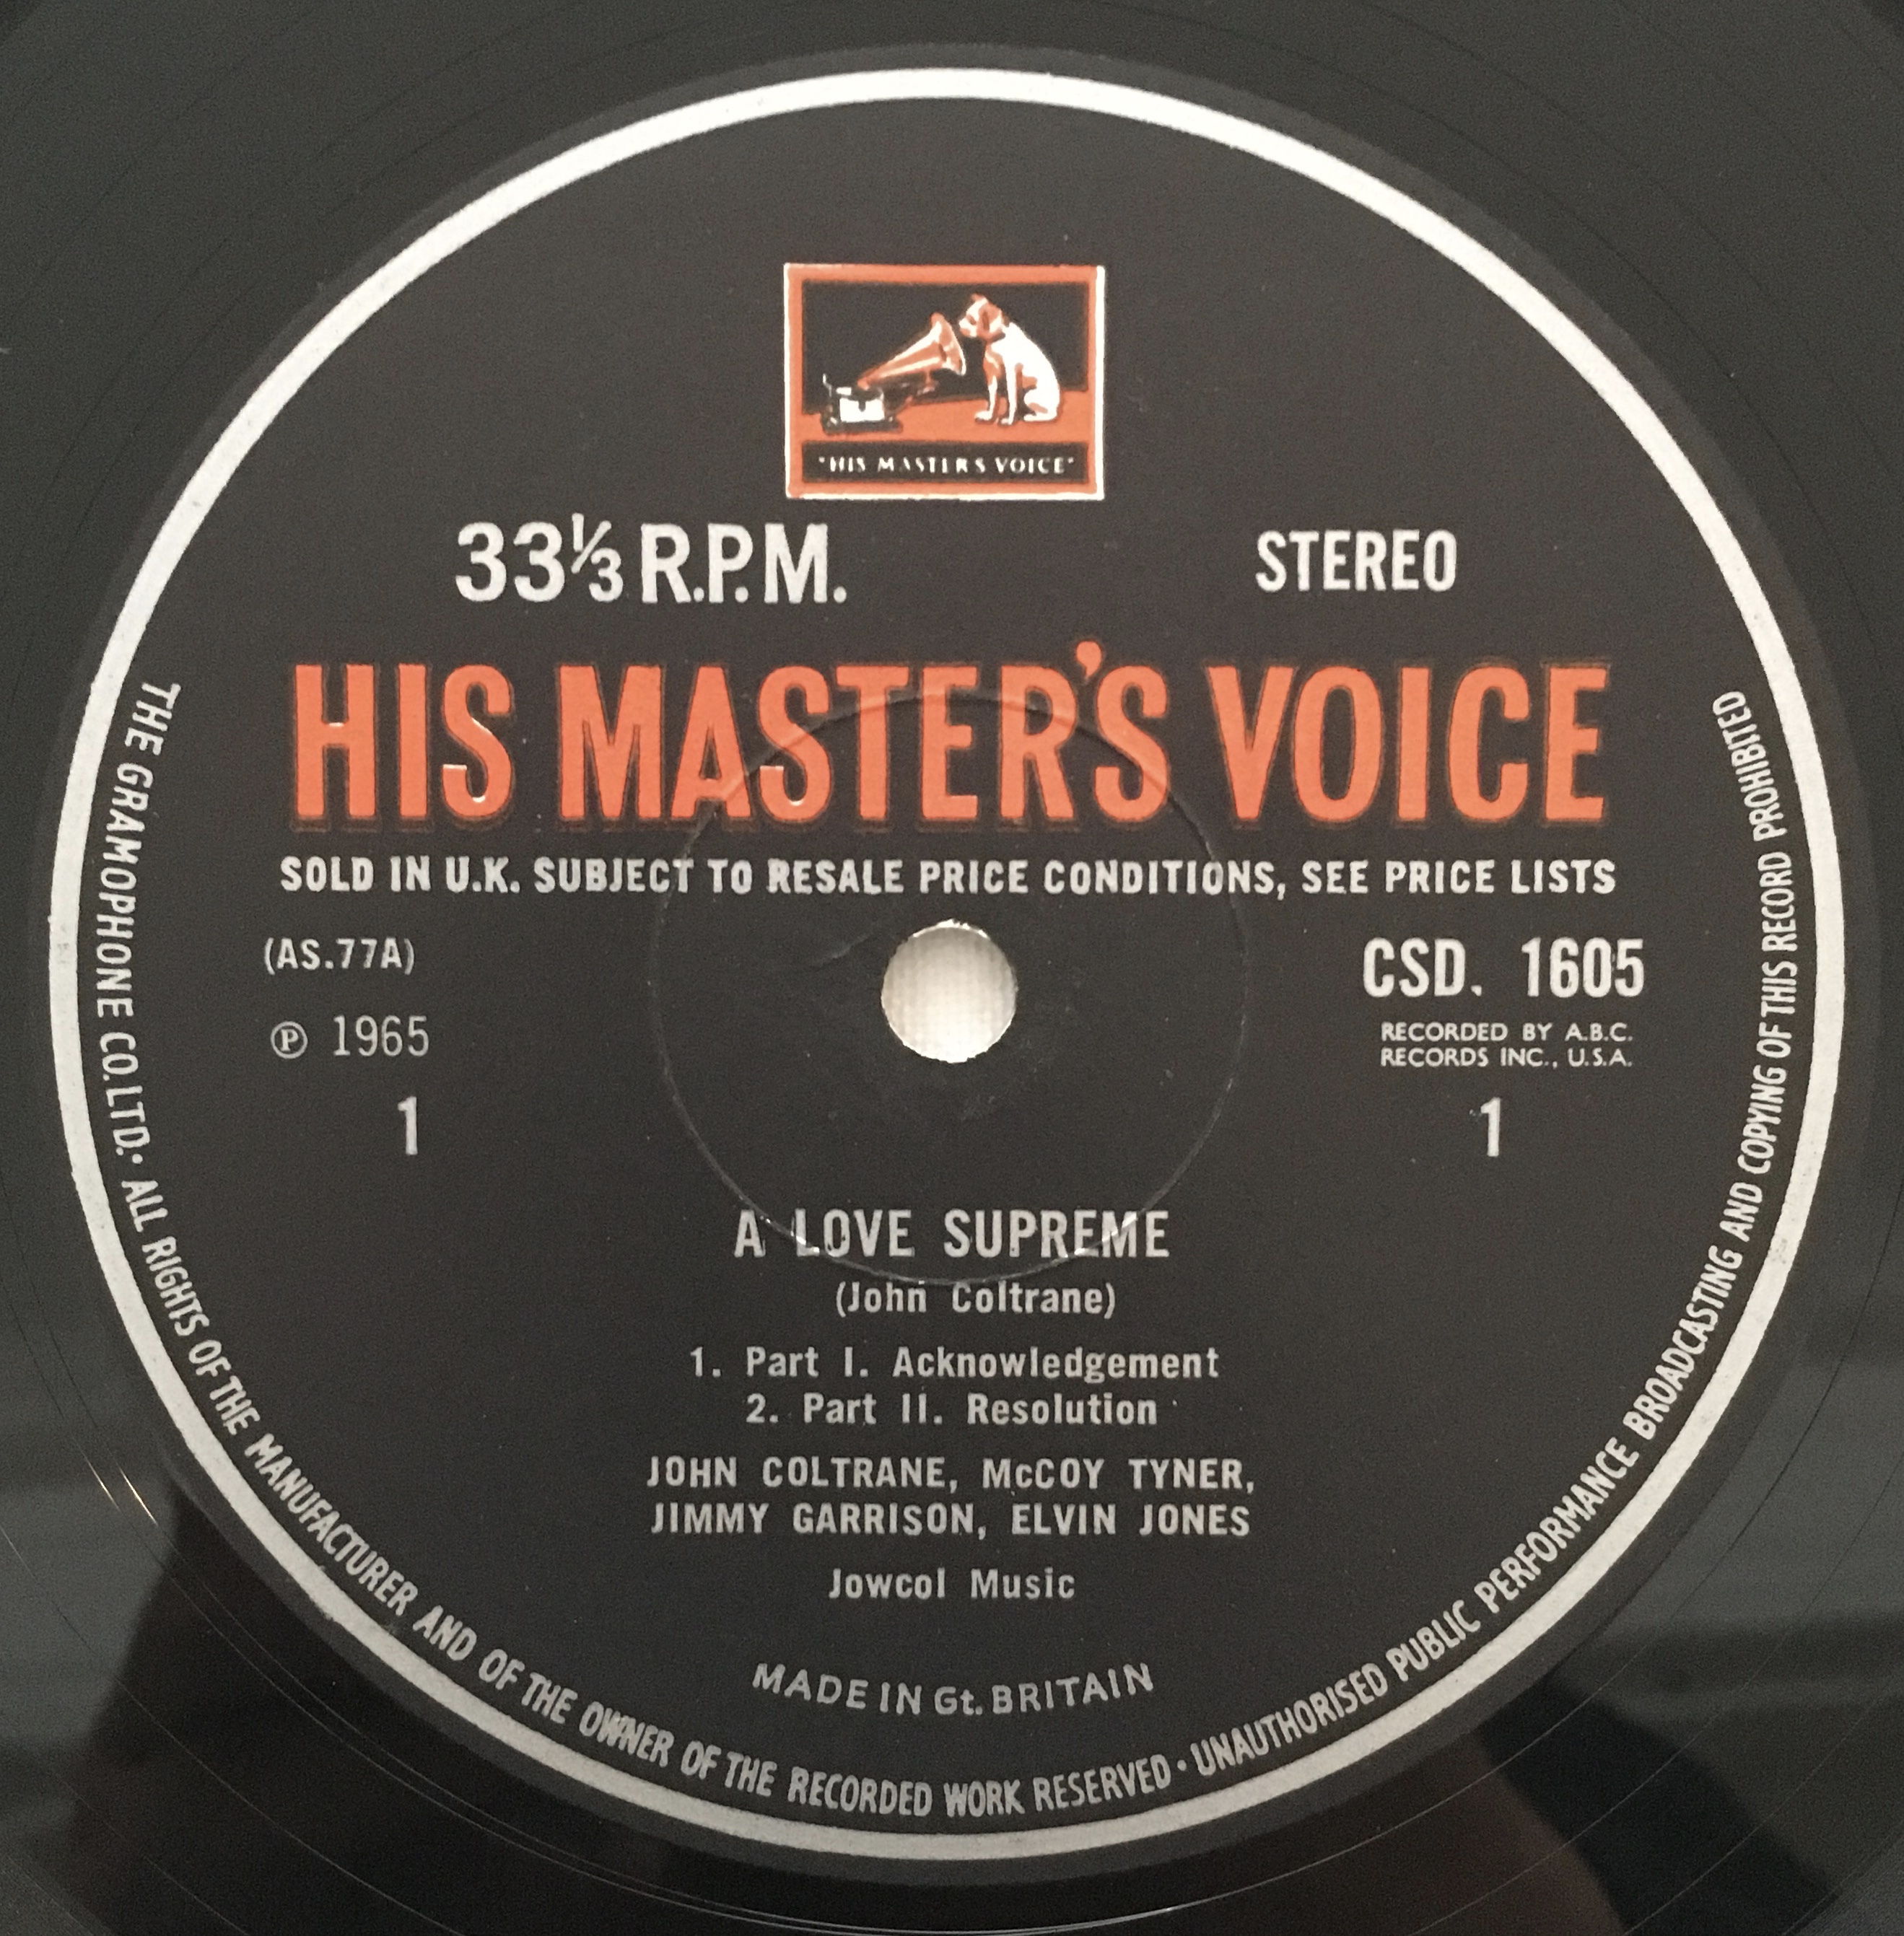 "HIS MASTER'S VOICE"
33⅓ R.P.M. STEREO
HIS MASTER'S VOICE
SOLD IN U.K. SUBJECT TO RESALE PRICE CONDITIONS, SEE PRICE LISTS
(AS.77A)
℗ 1965
1
CSD. 1605
RECORDED BY A.B.C.
RECORDS INC., U.S.A.
1
A LOVE SUPREME
(John Coltrane)
1. Part I. Acknowledgement
2. Part II. Resolution
JOHN COLTRANE, McCOY TYNER,
JIMMY GARRISON, ELVIN JONES
Jowcol Music
MADE IN Gt. BRITAIN
THE GRAMOPHONE CO. LTD. • ALL RIGHTS OF THE MANUFACTURER AND OF THE OWNER OF THE RECORDED WORK RESERVED • UNAUTHORISED PUBLIC PERFORMANCE BROADCASTING AND COPYING OF THIS RECORD PROHIBITED